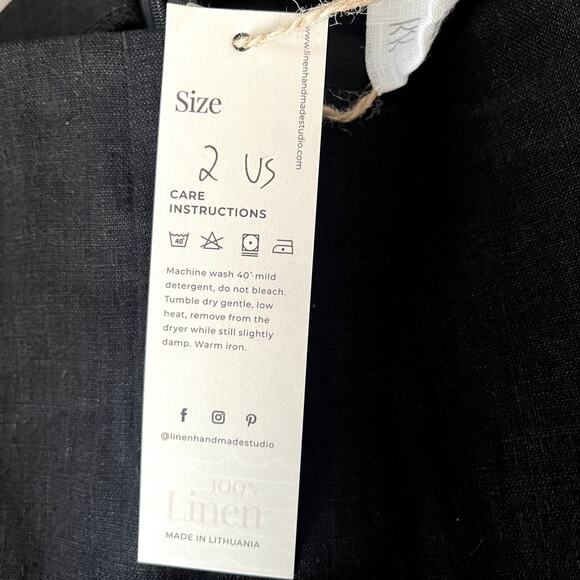 www.linenhandmadestudio.com
Size
2 US
CARE
INSTRUCTIONS
40°
Machine wash 40° mild
detergent, do not bleach.
Tumble dry gentle, low
heat, remove from the
dryer while still slightly
damp. Warm iron.
@linenhandmadestudio
100%
Linen
MADE IN LITHUANIA